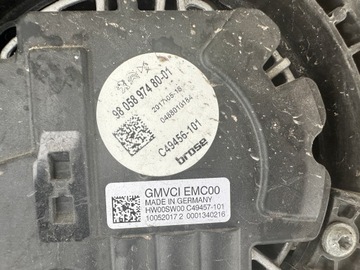 98 058 974 80-01
C49456-101
brose
GMVCI EMC00
MADE IN GERMANY
HW00SW00 C49457-101
10052017 2 0001340216